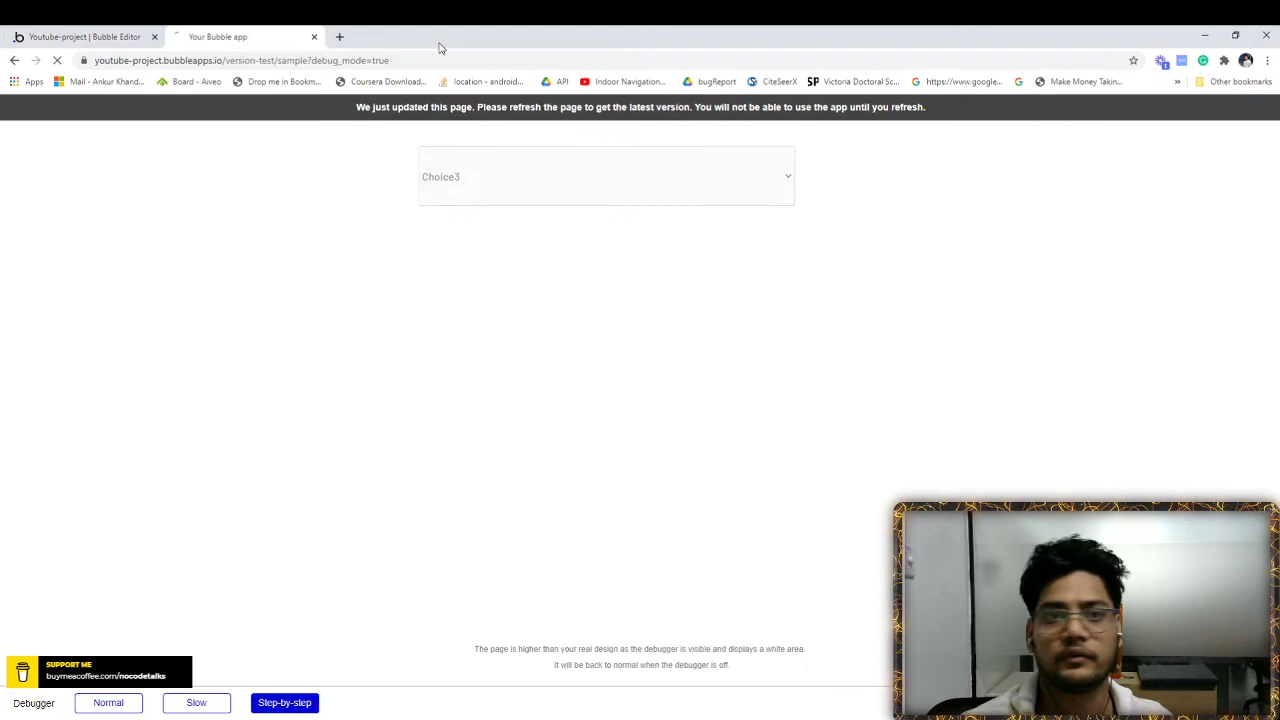 Youtube-project | Bubble Editor
Your Bubble app
youtube-project.bubbleapps.io/version-test/sample?debug_mode=true
Apps
Mail - Ankur Khand...
Board - Aiveo
Drop me in Bookm...
Coursera Download...
location - android...
API
Indoor Navigation...
bugReport
CiteSeerX
SP
Victoria Doctoral Sc...
https://www.google...
Make Money Takin...
»
Other bookmarks
We just updated this page. Please refresh the page to get the latest version. You will not be able to use the app until you refresh.
Choice3
The page is higher than your real design as the debugger is visible and displays a white area.
It will be back to normal when the debugger is off.
SUPPORT ME
buymeacoffee.com/nocodetalks
Debugger
Normal
Slow
Step-by-step